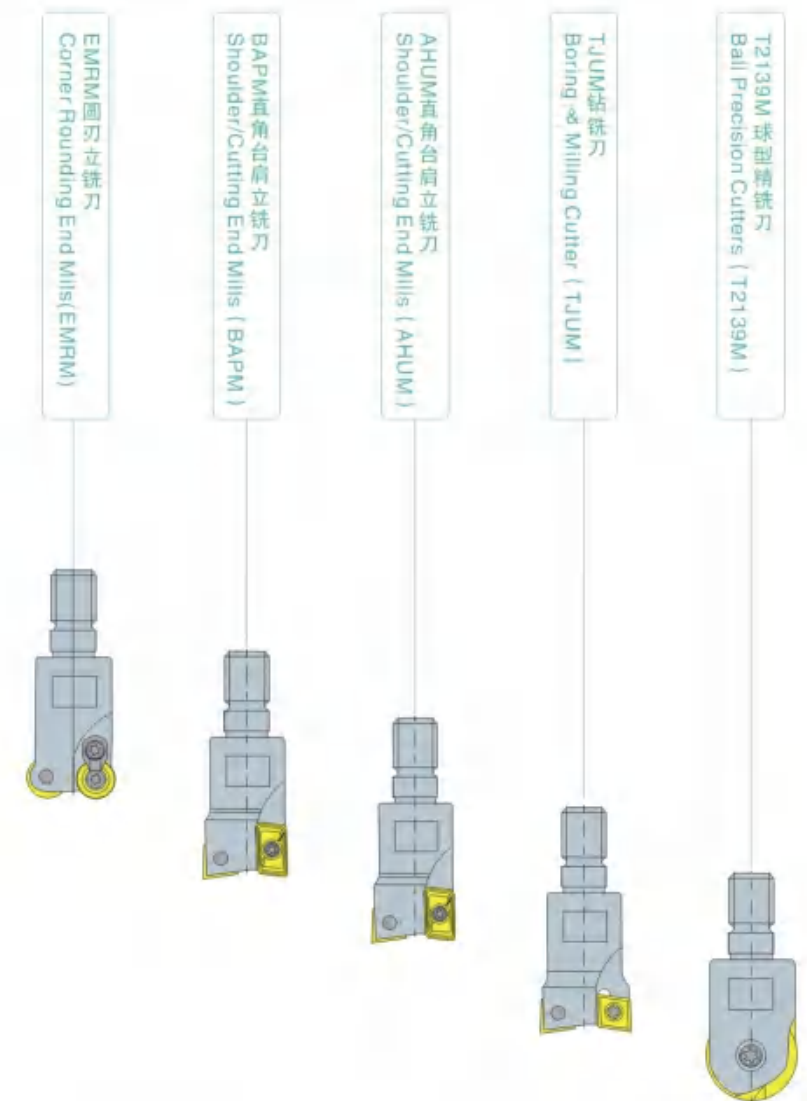 EMRM圆刃立铣刀
Corner Rounding End Mills(EMRM)
BAPM直角台肩立铣刀
Shoulder/Cutting End Mills ( BAPM )
AHUM直角台肩立铣刀
Shoulder/Cutting End Mills ( AHUM )
TJUM钻铣刀
Boring & Milling Cutter ( TJUM )
T2139M 球型精铣刀
Ball Precision Cutters ( T2139M )